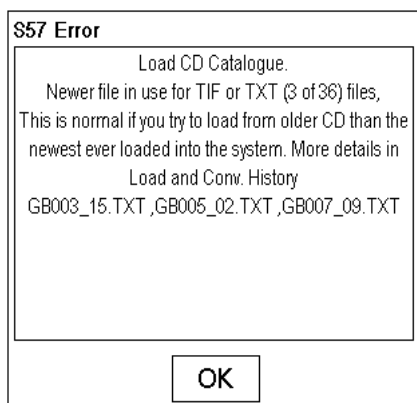 S57 Error
Load CD Catalogue.
Newer file in use for TIF or TXT (3 of 36) files,
This is normal if you try to load from older CD than the
newest ever loaded into the system. More details in
Load and Conv. History
GB003_15.TXT ,GB005_02.TXT ,GB007_09.TXT
OK